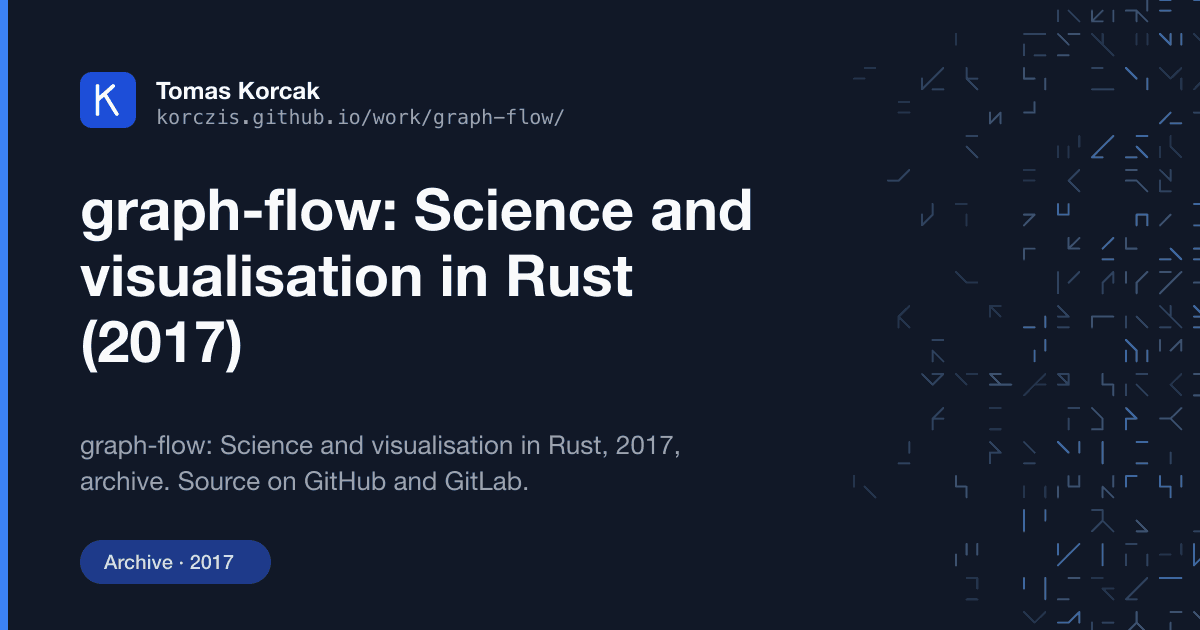 K
Tomas Korcak
korczis.github.io/work/graph-flow/
graph-flow: Science and
visualisation in Rust
(2017)
graph-flow: Science and visualisation in Rust, 2017,
archive. Source on GitHub and GitLab.
Archive · 2017